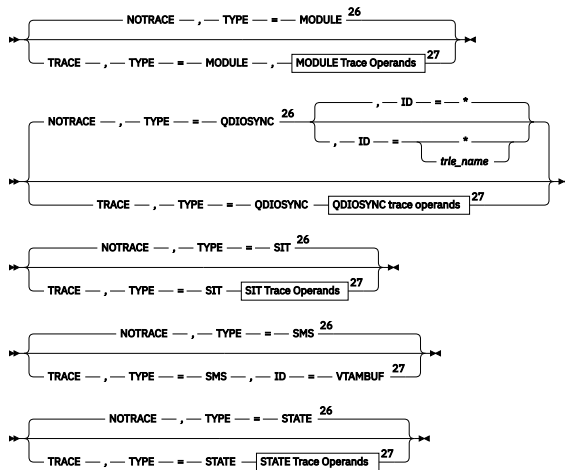 NOTRACE , TYPE = MODULE 26
TRACE , TYPE = MODULE , MODULE Trace Operands 27
, ID = *
NOTRACE , TYPE = QDIOSYNC 26
, ID = *
trle_name
TRACE , TYPE = QDIOSYNC QDIOSYNC trace operands 27
NOTRACE , TYPE = SIT 26
TRACE , TYPE = SIT SIT Trace Operands 27
NOTRACE , TYPE = SMS 26
TRACE , TYPE = SMS , ID = VTAMBUF 27
NOTRACE , TYPE = STATE 26
TRACE , TYPE = STATE STATE Trace Operands 27